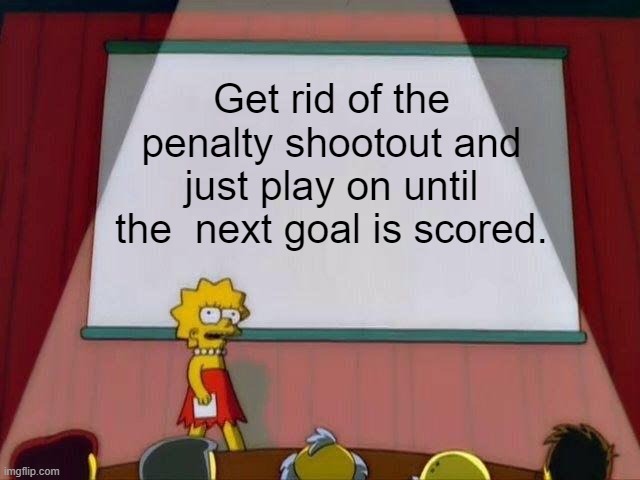 Get rid of the
penalty shootout and
just play on until
the  next goal is scored.
imgflip.com